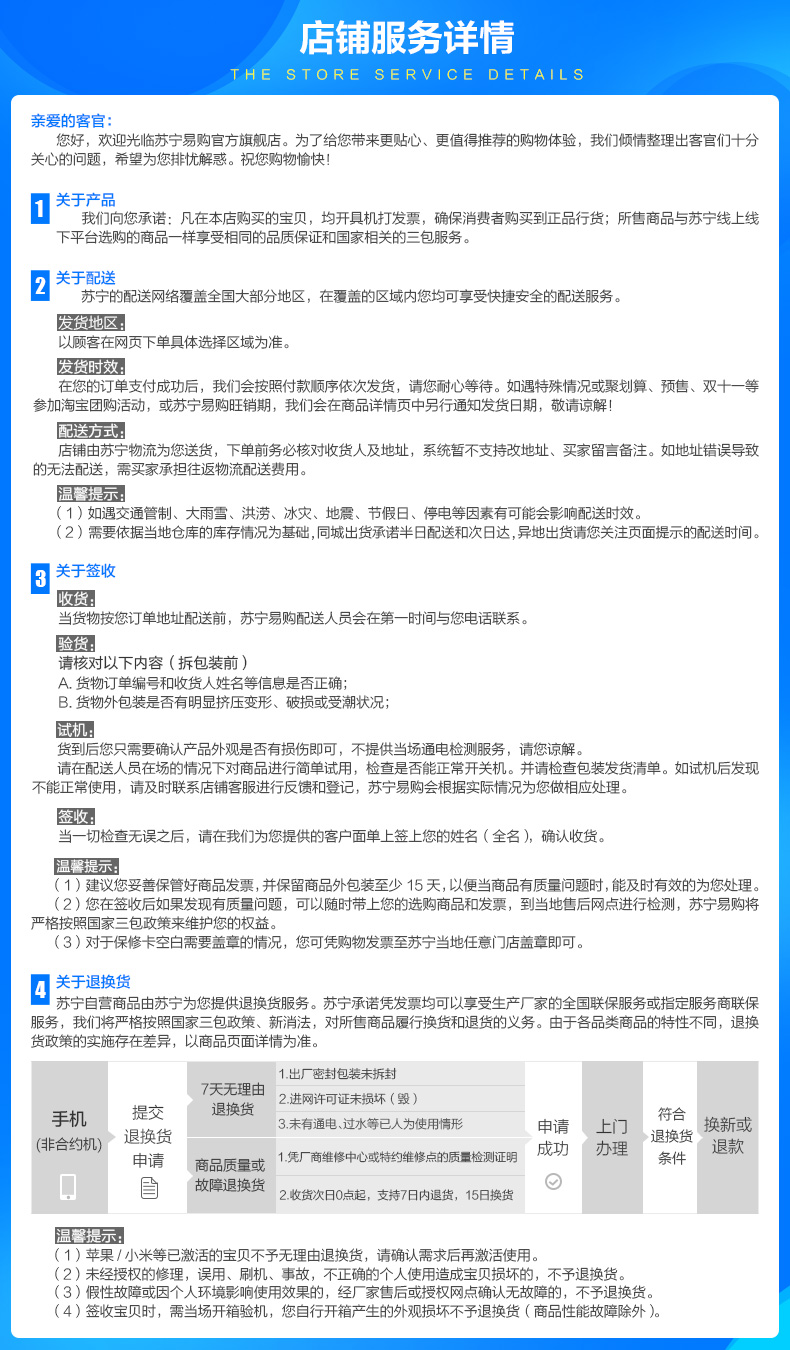 店铺服务详情
THE STORE SERVICE DETAILS
亲爱的客官：
您好，欢迎光临苏宁易购官方旗舰店。为了给您带来更贴心、更值得推荐的购物体验，我们倾情整理出客官们十分
关心的问题，希望为您排忧解惑。祝您购物愉快！
1 关于产品
我们向您承诺：凡在本店购买的宝贝，均开具机打发票，确保消费者购买到正品行货；所售商品与苏宁线上线
下平台选购的商品一样享受相同的品质保证和国家相关的三包服务。
2 关于配送
苏宁的配送网络覆盖全国大部分地区，在覆盖的区域内您均可享受快捷安全的配送服务。
发货地区：
以顾客在网页下单具体选择区域为准。
发货时效：
在您的订单支付成功后，我们会按照付款顺序依次发货，请您耐心等待。如遇特殊情况或聚划算、预售、双十一等
参加淘宝团购活动，或苏宁易购旺销期，我们会在商品详情页中另行通知发货日期，敬请谅解！
配送方式：
店铺由苏宁物流为您送货，下单前务必核对收货人及地址，系统暂不支持改地址、买家留言备注。如地址错误导致
的无法配送，需买家承担往返物流配送费用。
温馨提示：
（1）如遇交通管制、大雨雪、洪涝、冰灾、地震、节假日、停电等因素有可能会影响配送时效。
（2）需要依据当地仓库的库存情况为基础，同城出货承诺半日配送和次日达，异地出货请您关注页面提示的配送时间。
3 关于签收
收货：
当货物按您订单地址配送前，苏宁易购配送人员会在第一时间与您电话联系。
验货：
请核对以下内容（拆包装前）
A. 货物订单编号和收货人姓名等信息是否正确；
B. 货物外包装是否有明显挤压变形、破损或受潮状况；
试机：
货到后您只需要确认产品外观是否有损伤即可，不提供当场通电检测服务，请您谅解。
请在配送人员在场的情况下对商品进行简单试用，检查是否能正常开关机。并请检查包装发货清单。如试机后发现
不能正常使用，请及时联系店铺客服进行反馈和登记，苏宁易购会根据实际情况为您做相应处理。
签收：
当一切检查无误之后，请在我们为您提供的客户面单上签上您的姓名（全名），确认收货。
温馨提示：
（1）建议您妥善保管好商品发票，并保留商品外包装至少 15 天，以便当商品有质量问题时，能及时有效的为您处理。
（2）您在签收后如果发现有质量问题，可以随时带上您的选购商品和发票，到当地售后网点进行检测，苏宁易购将
严格按照国家三包政策来维护您的权益。
（3）对于保修卡空白需要盖章的情况，您可凭购物发票至苏宁当地任意门店盖章即可。
4 关于退换货
苏宁自营商品由苏宁为您提供退换货服务。苏宁承诺凭发票均可以享受生产厂家的全国联保服务或指定服务商联保
服务，我们将严格按照国家三包政策、新消法，对所售商品履行换货和退货的义务。由于各品类商品的特性不同，退换
货政策的实施存在差异，以商品页面详情为准。
手机
(非合约机)
提交
退换货
申请
7天无理由
退换货
1.出厂密封包装未拆封
2.进网许可证未损坏（毁）
3.未有通电、过水等已人为使用情形
商品质量或
故障退换货
1.凭厂商维修中心或特约维修点的质量检测证明
2.收货次日0点起，支持7日内退货，15日换货
申请
成功
上门
办理
符合
退换货
条件
换新或
退款
温馨提示：
（1）苹果 / 小米等已激活的宝贝不予无理由退换货，请确认需求后再激活使用。
（2）未经授权的修理，误用、刷机、事故，不正确的个人使用造成宝贝损坏的，不予退换货。
（3）假性故障或因个人环境影响使用效果的，经厂家售后或授权网点确认无故障的，不予退换货。
（4）签收宝贝时，需当场开箱验机，您自行开箱产生的外观损坏不予退换货（商品性能故障除外）。